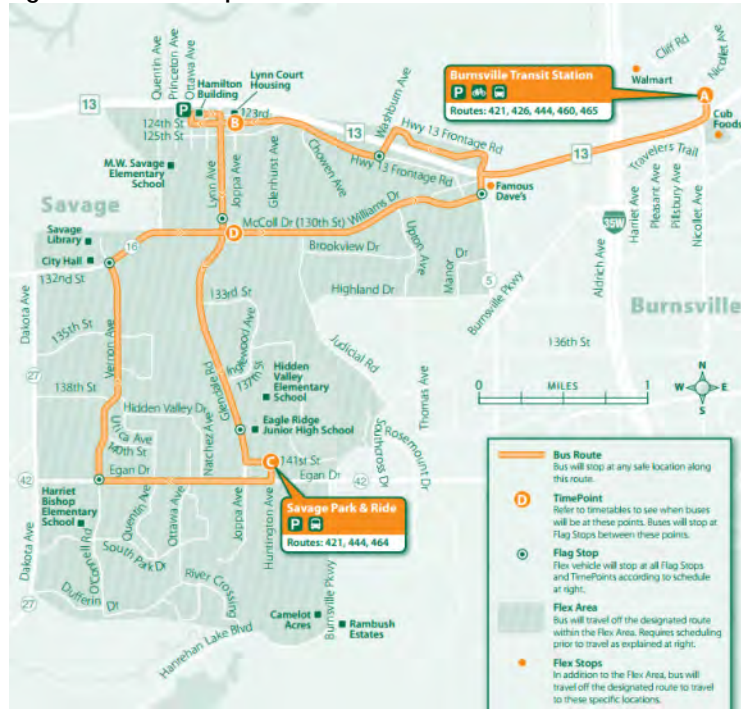 Quentin Ave
Princeton Ave
Ottawa Ave
Hamilton
Building
Lynn Court
Housing
Burnsville Transit Station
P
Routes: 421, 426, 444, 460, 465
Walmart
Cliff Rd
Nicollet Ave
A
Cub
Foods
13
P
123rd
124th St
B
125th St
Washburn Ave
13
Hwy 13 Frontage Rd
13
Travelers Trail
M.W. Savage
Elementary
School
Lynn Ave
Joppa Ave
Glenhurst Ave
Chowen Ave
Hwy 13 Frontage Rd
Famous
Dave's
35W
Harriet Ave
Pleasant Ave
Pillsbury Ave
Nicollet Ave
Savage
McColl Dr (130th St)
Williams Dr
D
Savage
Library
City Hall
16
Brookview Dr
Upton Ave
Manor Dr
5
Burnsville Pkwy
Aldrich Ave
132nd St
Highland Dr
Burnsville
Dakota Ave
133rd St
135th St
Vernon Ave
Glendale Rd
Inglewood Ave
137th St
Judicial Rd
136th St
27
138th St
Hidden
Valley
Elementary
School
Thomas Ave
0 MILES 1
N
W E
S
Hidden Valley Dr
Utica Ave
140th St
Natchez Ave
Eagle Ridge
Junior High School
Southcross Dr
Rosemount Dr
42
Egan Dr
C
141st St
Egan Dr
42
Harriet
Bishop
Elementary
School
Dakota Ave
O'Connell Rd
Quentin Ave
Ottawa Ave
Joppa Ave
Huntington Ave
Savage Park & Ride
P
Routes: 421, 444, 464
South Park Dr
River Crossing
Burnsville Pkwy
27
Dufferin Dr
Camelot
Acres
Rambush
Estates
Hanrehan Lake Blvd
Bus Route
Bus will stop at any safe location along
this route.
D
TimePoint
Refer to timetables to see when buses
will be at these points. Buses will stop at
Flag Stops between these points.
Flag Stop
Flex vehicle will stop at all Flag Stops
and TimePoints according to schedule
at right.
Flex Area
Bus will travel off the designated route
within the Flex Area. Requires scheduling
prior to travel as explained at right.
Flex Stops
In addition to the Flex Area, bus will
travel off the designated route to travel
to these specific locations.